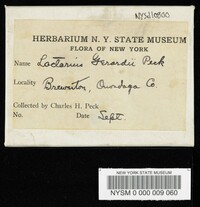 HERBARIUM N. Y. STATE MUSEUM
FLORA OF NEW YORK
Name Lactarius Gerardii Peck
Locality Brewerton, Onondaga Co.
Collected by Charles H. Peck
No. Date Sept.
NEW YORK STATE MUSEUM
NYSM 0 000 009 060